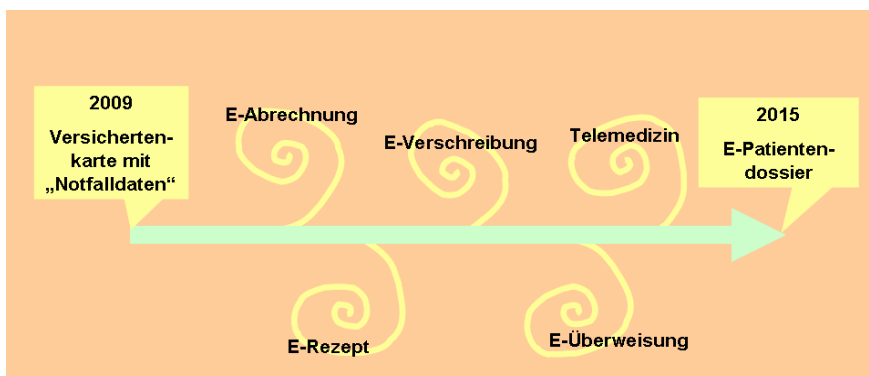 2009
Versicherten-
karte mit
„Notfalldaten“
E-Abrechnung
E-Verschreibung
Telemedizin
2015
E-Patienten-
dossier
E-Rezept
E-Überweisung